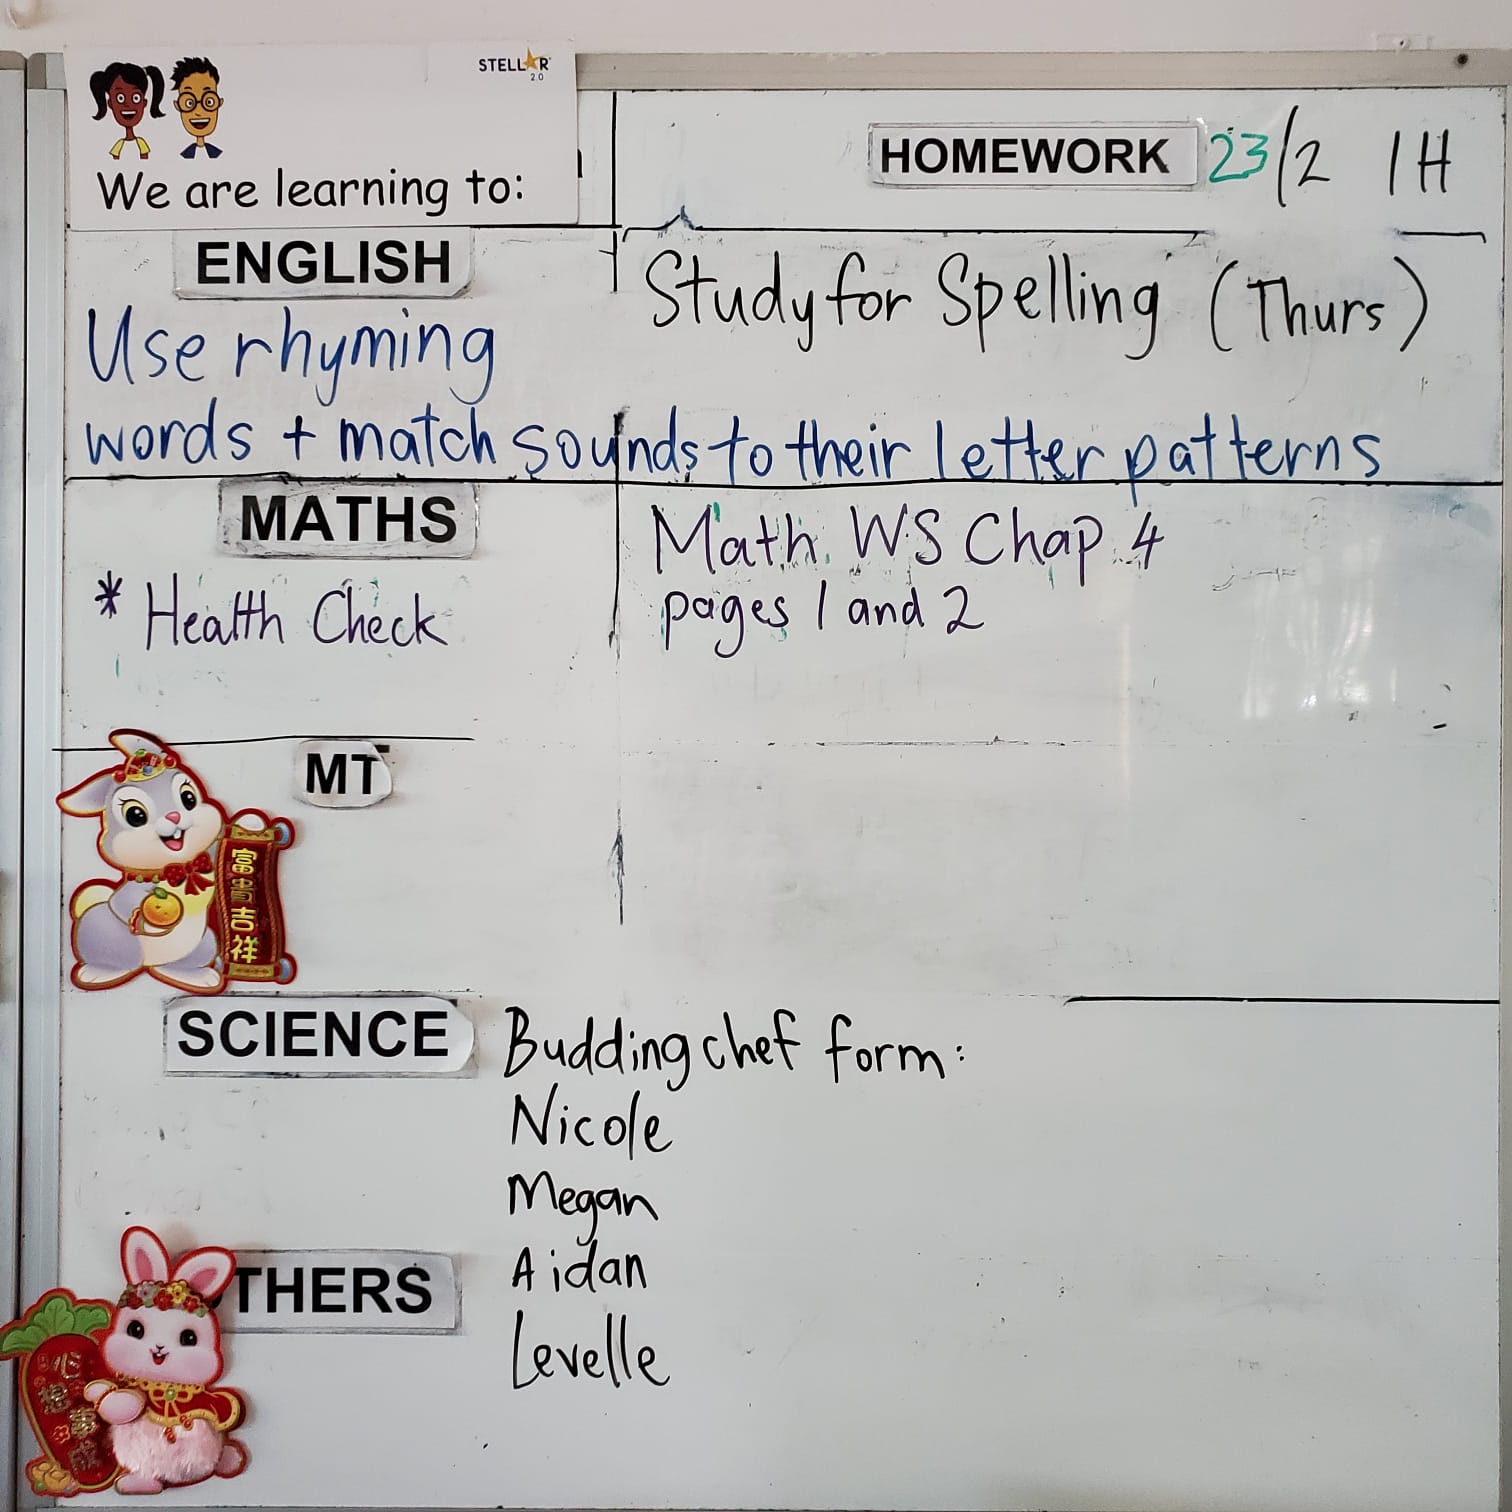 STELLAR
2.0
We are learning to:
HOMEWORK 23/2 1H
ENGLISH
Study for Spelling (Thurs)
Use rhyming
words + match sounds to their letter patterns
MATHS
Math WS Chap 4
pages 1 and 2
* Health Check
MT
富貴吉祥
SCIENCE
Budding chef form:
Nicole
Megan
Aidan
Levelle
THERS
心想事成